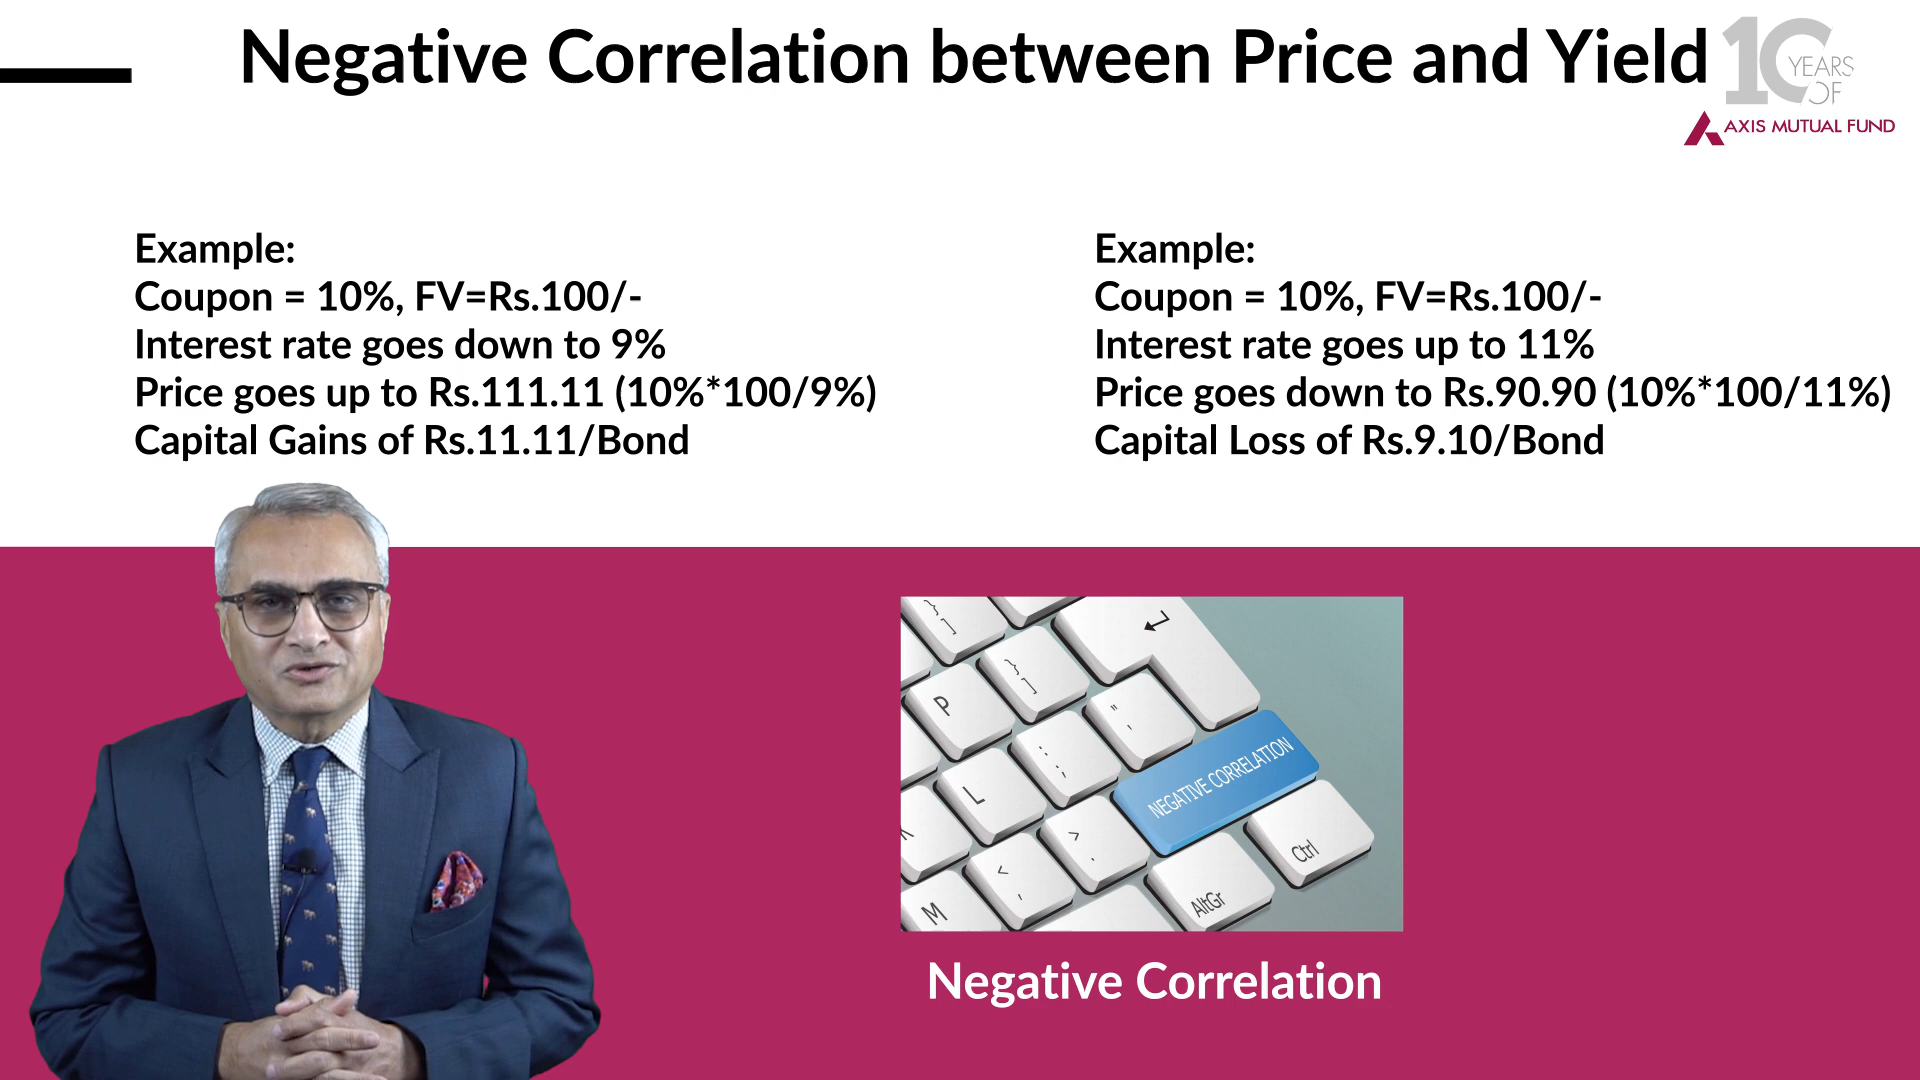 Negative Correlation between Price and Yield
10 YEARS
OF
AXIS MUTUAL FUND
Example:
Coupon = 10%, FV=Rs.100/-
Interest rate goes down to 9%
Price goes up to Rs.111.11 (10%*100/9%)
Capital Gains of Rs.11.11/Bond
Example:
Coupon = 10%, FV=Rs.100/-
Interest rate goes up to 11%
Price goes down to Rs.90.90 (10%*100/11%)
Capital Loss of Rs.9.10/Bond
} ]
} ]
P
" '
: ;
L
NEGATIVE CORRELATION
K
> .
< ,
M
AltGr
Ctrl
Negative Correlation